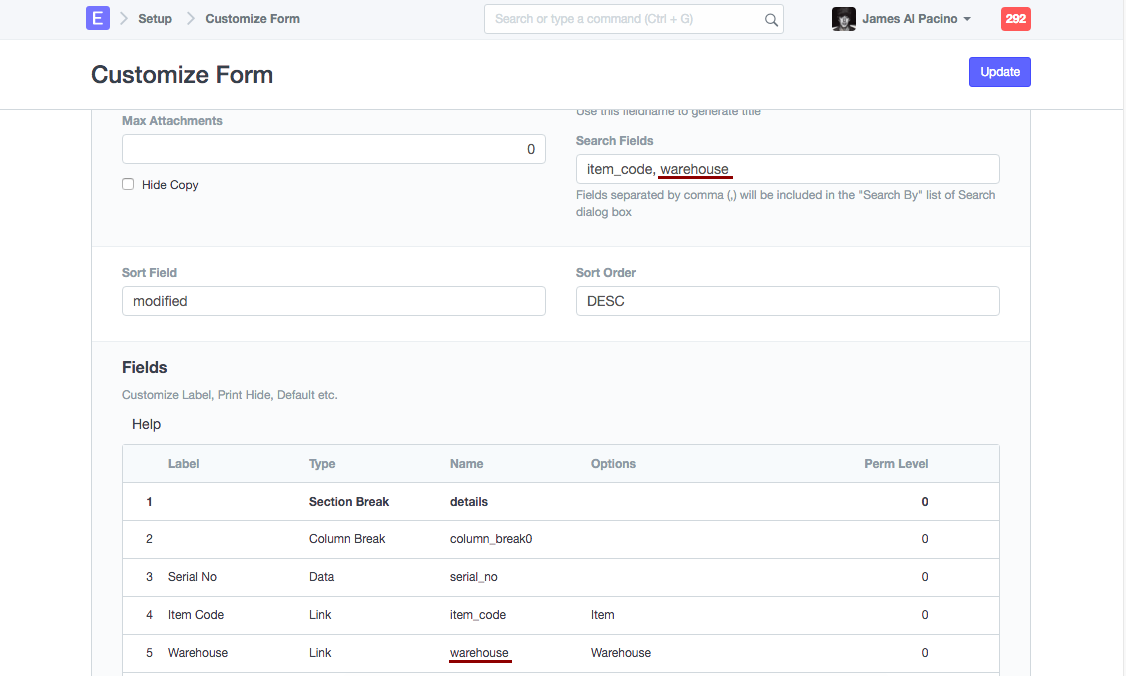 E Setup Customize Form Search or type a command (Ctrl + G) James Al Pacino 292
Customize Form Update
Max Attachments
0
Hide Copy
Use this fieldname to generate title
Search Fields
item_code, warehouse
Fields separated by comma (,) will be included in the "Search By" list of Search
dialog box
Sort Field
modified
Sort Order
DESC
Fields
Customize Label, Print Hide, Default etc.
Help
Label Type Name Options Perm Level
1 Section Break details 0
2 Column Break column_break0 0
3 Serial No Data serial_no 0
4 Item Code Link item_code Item 0
5 Warehouse Link warehouse Warehouse 0